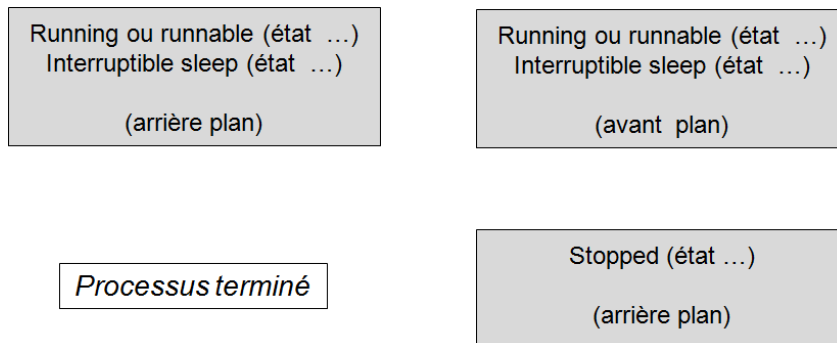 Running ou runnable (état …)
Interruptible sleep (état …)
(arrière plan)
Running ou runnable (état …)
Interruptible sleep (état …)
(avant plan)
Processus terminé
Stopped (état …)
(arrière plan)